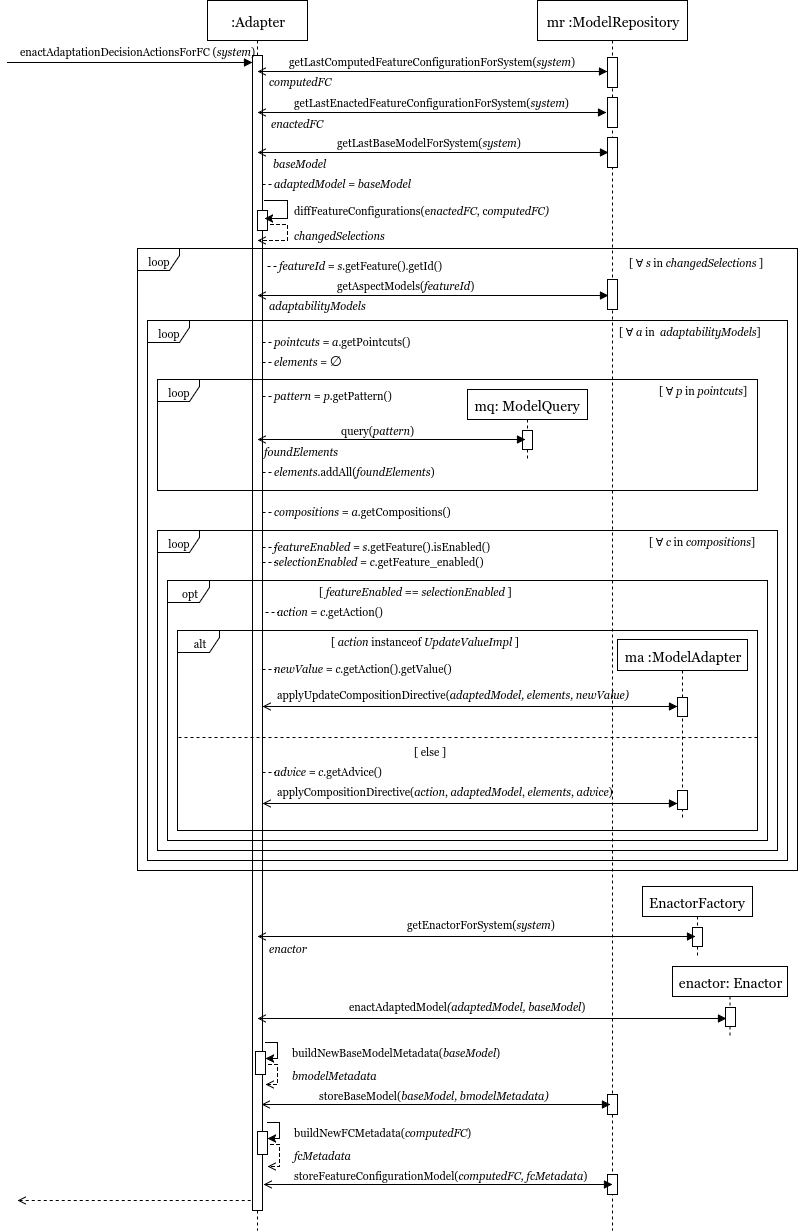 :Adapter
mr :ModelRepository
enactAdaptationDecisionActionsForFC (system)
getLastComputedFeatureConfigurationForSystem(system)
computedFC
getLastEnactedFeatureConfigurationForSystem(system)
enactedFC
getLastBaseModelForSystem(system)
baseModel
adaptedModel = baseModel
diffFeatureConfigurations(enactedFC, computedFC)
changedSelections
loop
[ ∀ s in changedSelections ]
featureId = s.getFeature().getId()
getAspectModels(featureId)
adaptabilityModels
loop
[ ∀ a in adaptabilityModels]
pointcuts = a.getPointcuts()
elements = ∅
loop
[ ∀ p in pointcuts]
pattern = p.getPattern()
mq: ModelQuery
query(pattern)
foundElements
elements.addAll(foundElements)
compositions = a.getCompositions()
loop
[ ∀ c in compositions]
featureEnabled = s.getFeature().isEnabled()
selectionEnabled = c.getFeature_enabled()
opt
[ featureEnabled == selectionEnabled ]
action = c.getAction()
alt
[ action instanceof UpdateValueImpl ]
ma :ModelAdapter
newValue = c.getAction().getValue()
applyUpdateCompositionDirective(adaptedModel, elements, newValue)
[ else ]
advice = c.getAdvice()
applyCompositionDirective(action, adaptedModel, elements, advice)
EnactorFactory
getEnactorForSystem(system)
enactor
enactor: Enactor
enactAdaptedModel(adaptedModel, baseModel)
buildNewBaseModelMetadata(baseModel)
bmodelMetadata
storeBaseModel(baseModel, bmodelMetadata)
buildNewFCMetadata(computedFC)
fcMetadata
storeFeatureConfigurationModel(computedFC, fcMetadata)